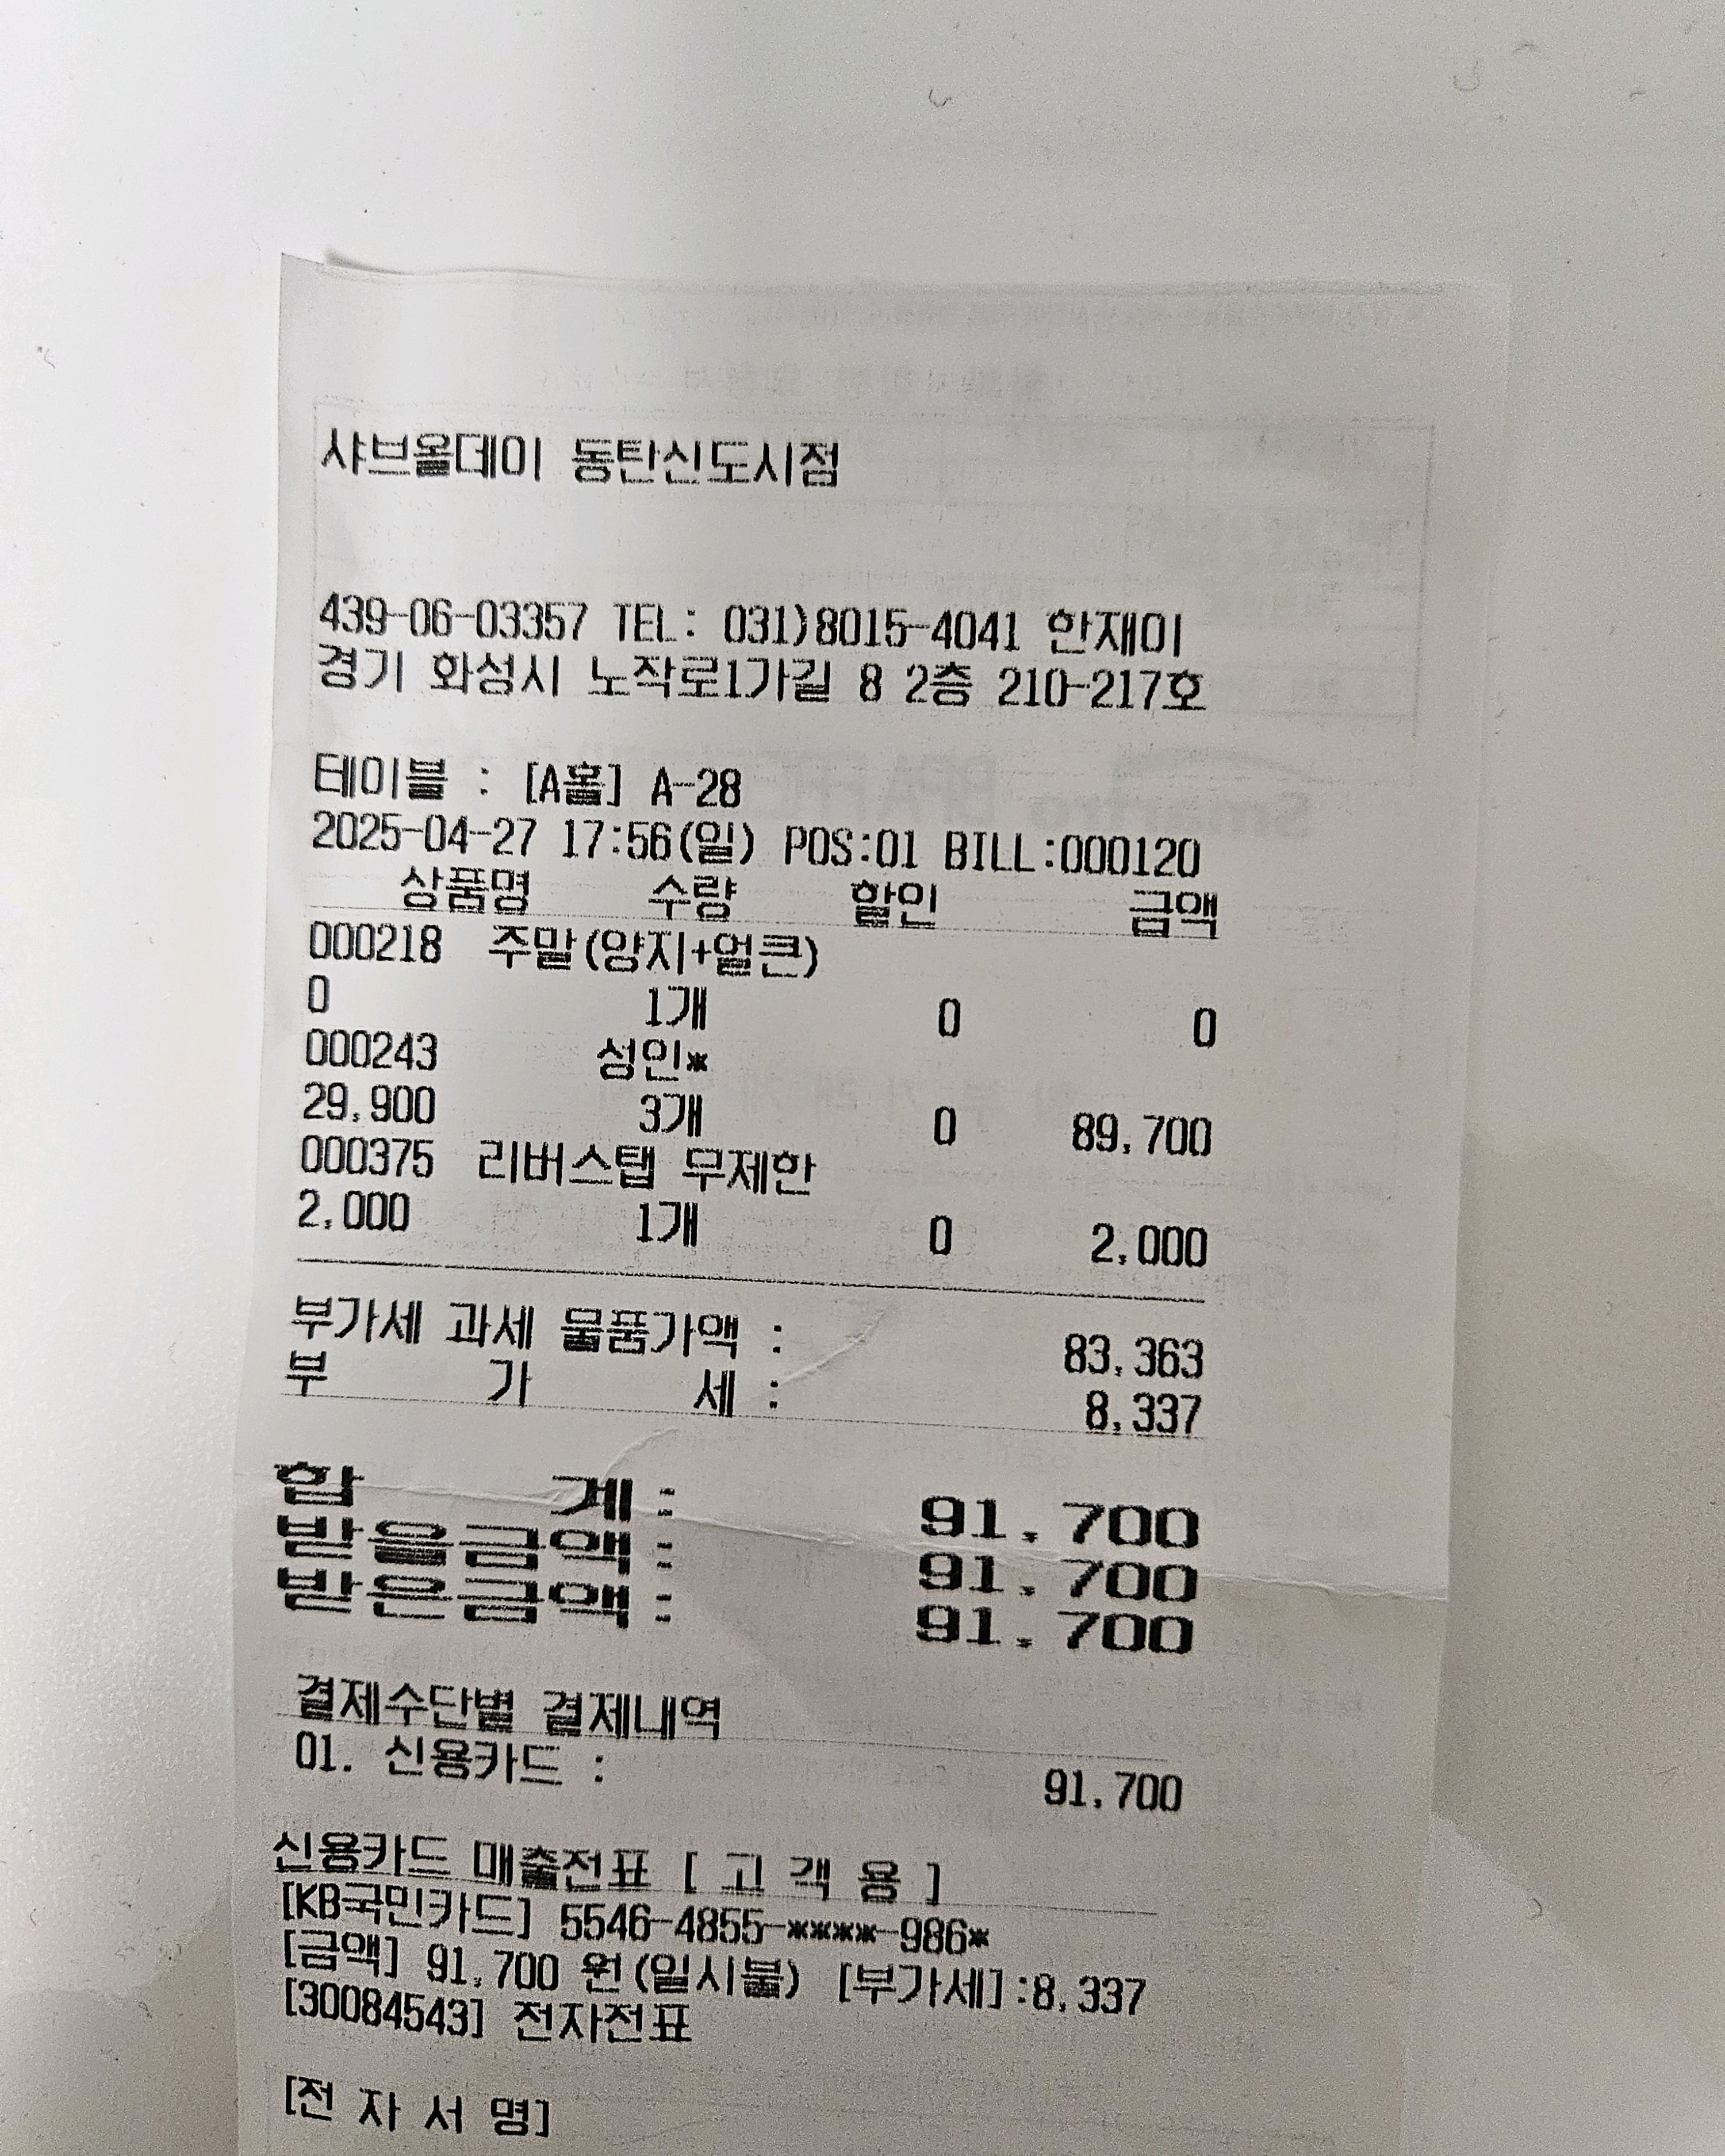 샤브올데이 동탄신도시점
439-06-03357 TEL: 031)8015-4041 한재이
경기 화성시 노작로1가길 8 2층 210-217호
테이블 : [A홀] A-28
2025-04-27 17:56(일) POS:01 BILL:000120
상품명 수량 할인 금액
000218 주말(양지+얼큰)
0 1개 0 0
000243 성인*
29,900 3개 0 89,700
000375 리버스탭 무제한
2,000 1개 0 2,000
부가세 과세 물품가액 : 83,363
부 가 세 : 8,337
합 계 : 91,700
받을금액 : 91,700
받은금액 : 91,700
결제수단별 결제내역
01. 신용카드 : 91,700
신용카드 매출전표 [ 고 객 용 ]
[KB국민카드] 5546-4855-****-986*
[금액] 91,700 원(일시불) [부가세]:8,337
[30084543] 전자전표
[전 자 서 명]